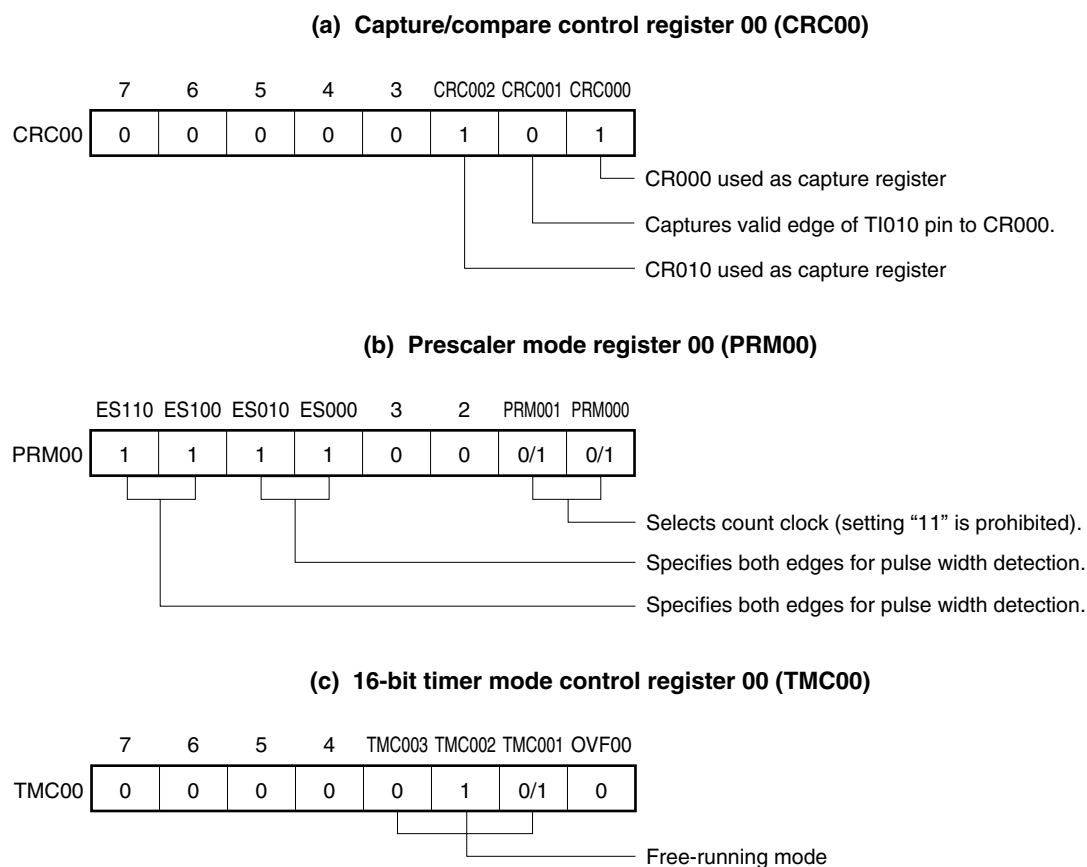 (a) Capture/compare control register 00 (CRC00)
7 6 5 4 3 CRC002 CRC001 CRC000
CRC00 0 0 0 0 0 1 0 1
CR000 used as capture register
Captures valid edge of TI010 pin to CR000.
CR010 used as capture register
(b) Prescaler mode register 00 (PRM00)
ES110 ES100 ES010 ES000 3 2 PRM001 PRM000
PRM00 1 1 1 1 0 0 0/1 0/1
Selects count clock (setting “11” is prohibited).
Specifies both edges for pulse width detection.
Specifies both edges for pulse width detection.
(c) 16-bit timer mode control register 00 (TMC00)
7 6 5 4 TMC003 TMC002 TMC001 OVF00
TMC00 0 0 0 0 0 1 0/1 0
Free-running mode